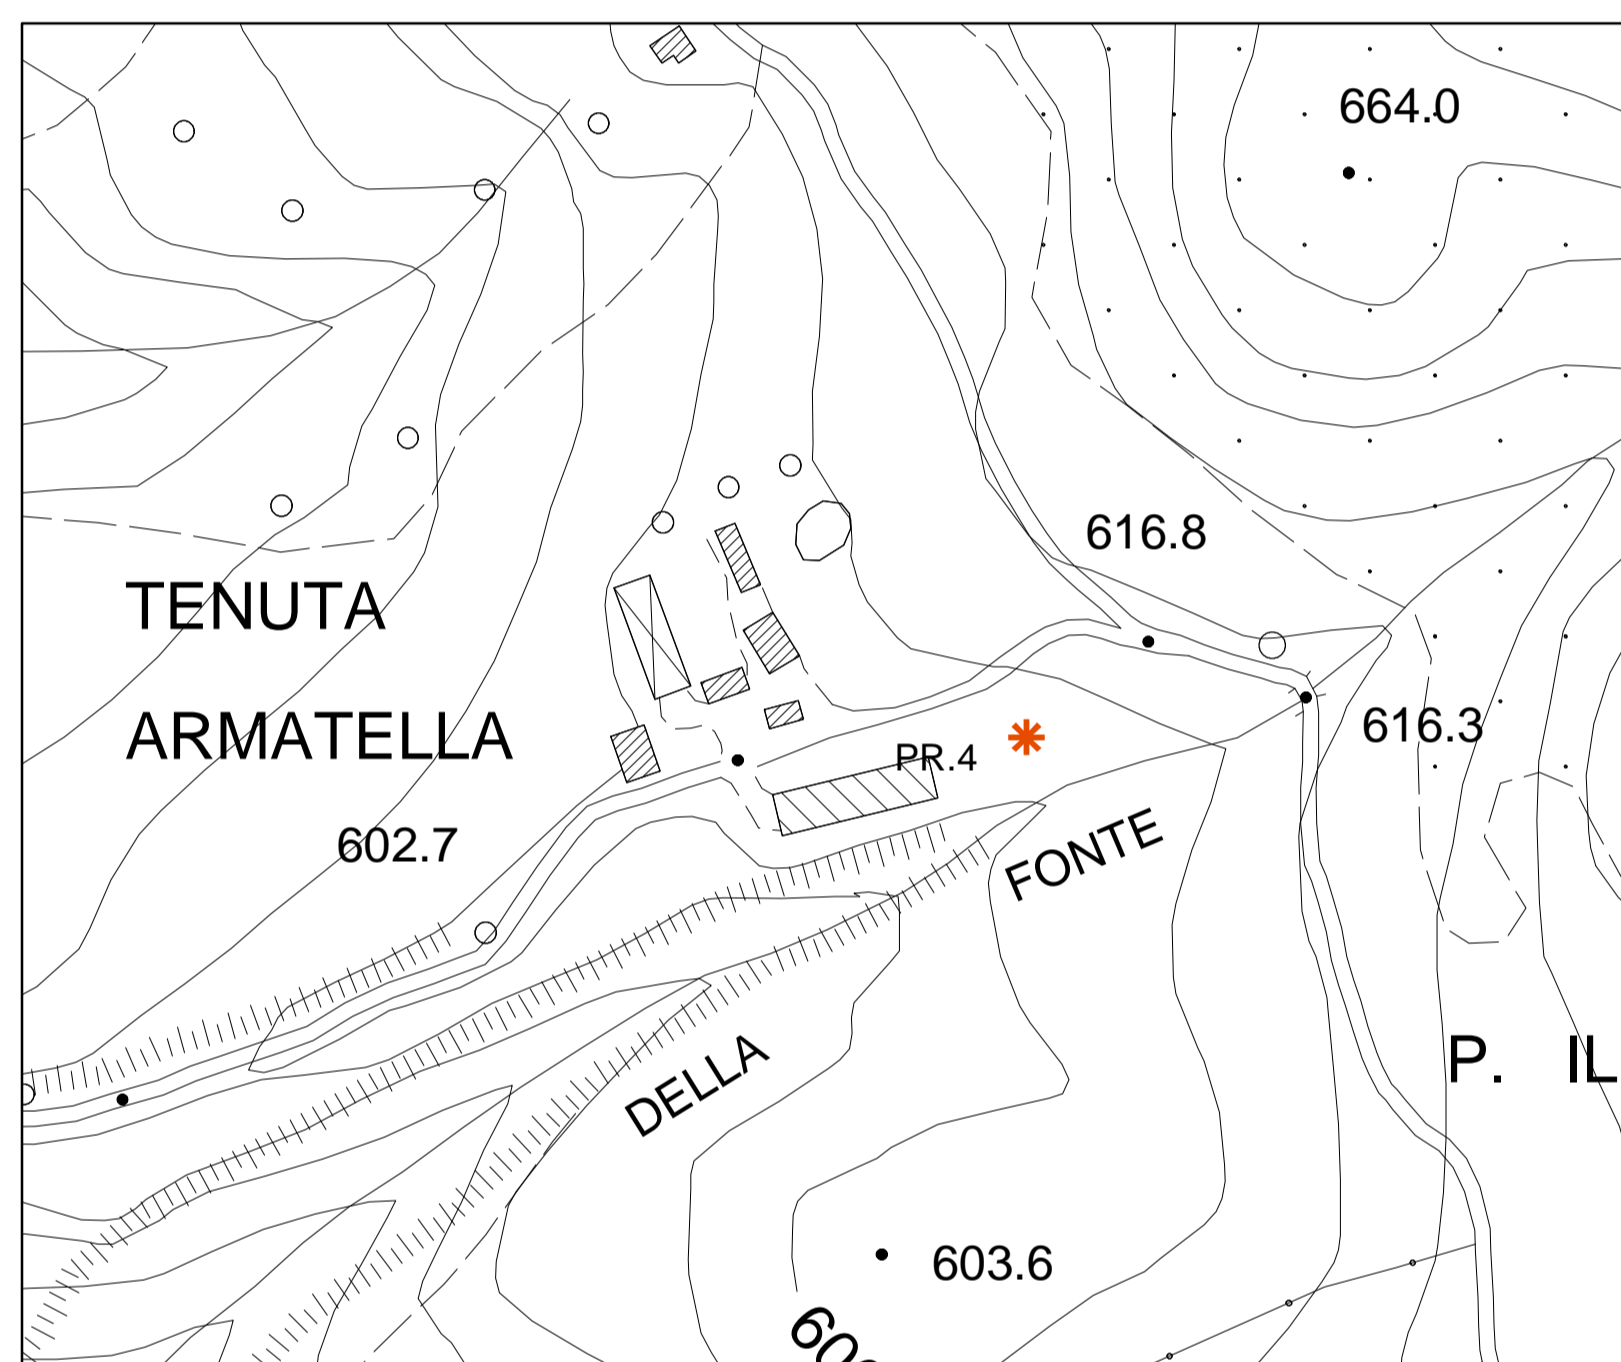 664.0
616.8
TENUTA
ARMATELLA
616.3
PR.4
602.7
FONTE
DELLA
P. IL
603.6